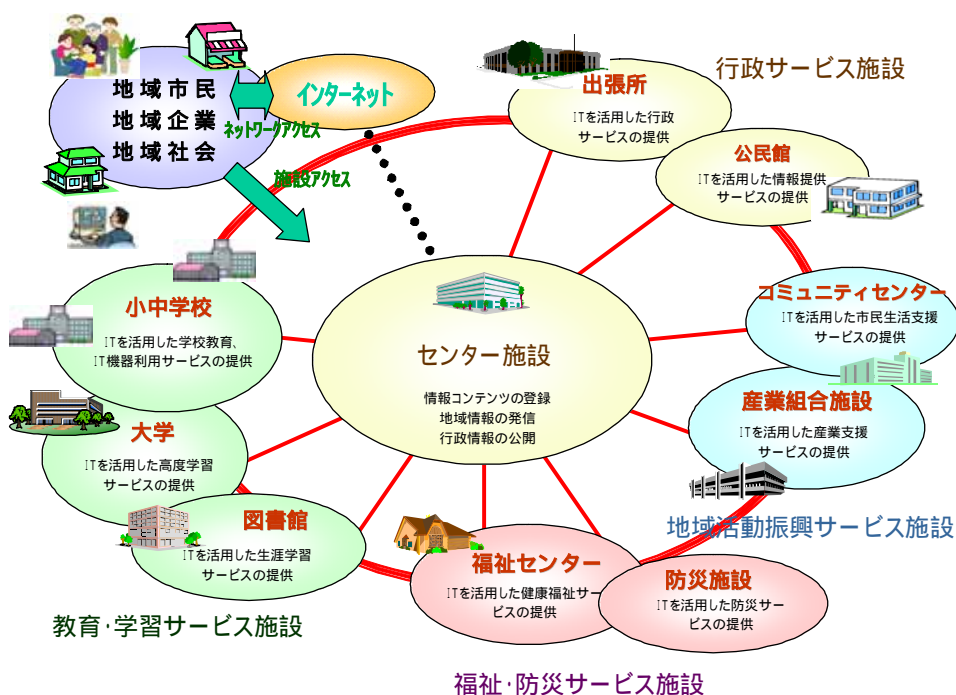 地域市民
地域企業
地域社会
インターネット
ネットワークアクセス
施設アクセス
行政サービス施設
出張所
ITを活用した行政
サービスの提供
公民館
ITを活用した情報提供
サービスの提供
コミュニティセンター
ITを活用した市民生活支援
サービスの提供
産業組合施設
ITを活用した産業支援
サービスの提供
地域活動振興サービス施設
センター施設
情報コンテンツの登録
地域情報の発信
行政情報の公開
小中学校
ITを活用した学校教育、
IT機器利用サービスの提供
大学
ITを活用した高度学習
サービスの提供
図書館
ITを活用した生涯学習
サービスの提供
教育・学習サービス施設
福祉センター
ITを活用した健康福祉サー
ビスの提供
防災施設
ITを活用した防災サー
ビスの提供
福祉・防災サービス施設